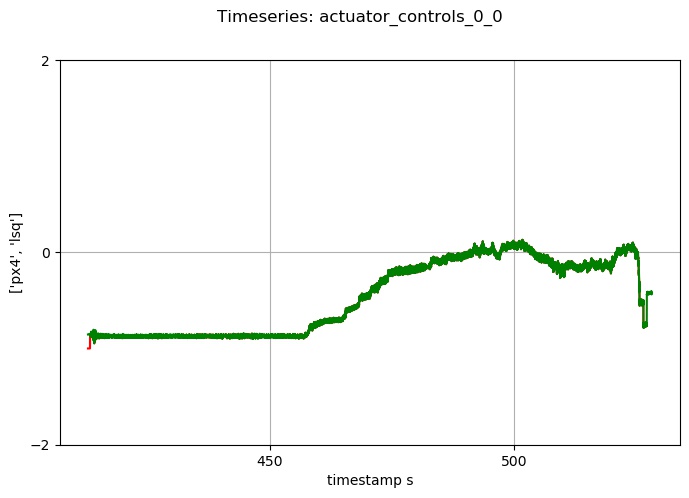 Timeseries: actuator_controls_0_0
2
0
−2
['px4', 'lsq']
450
500
timestamp s